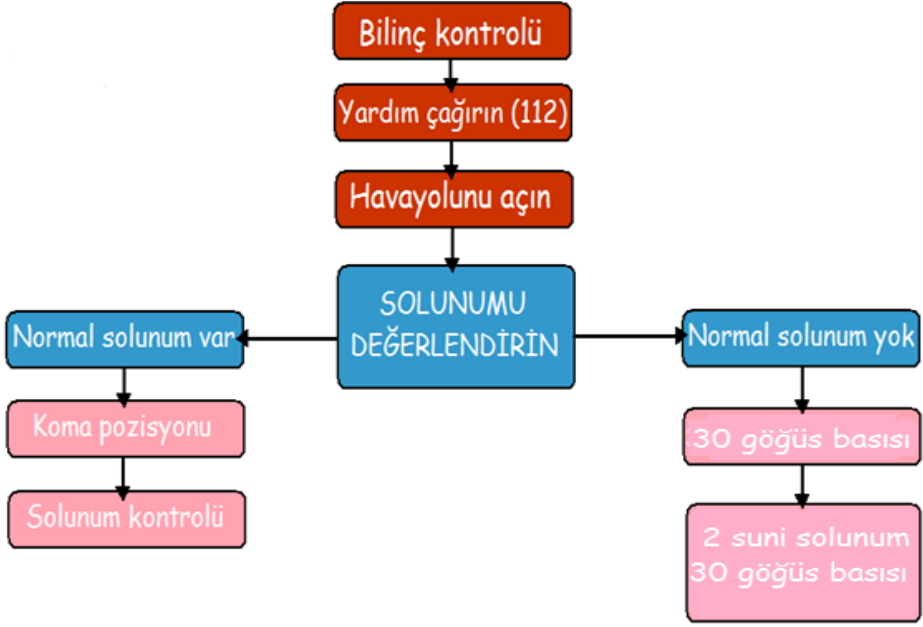 Bilinç kontrolü
Yardım çağırın (112)
Havayolunu açın
SOLUNUMU
DEĞERLENDİRİN
Normal solunum var
Koma pozisyonu
Solunum kontrolü
Normal solunum yok
30 göğüs basısı
2 suni solunum
30 göğüs basısı